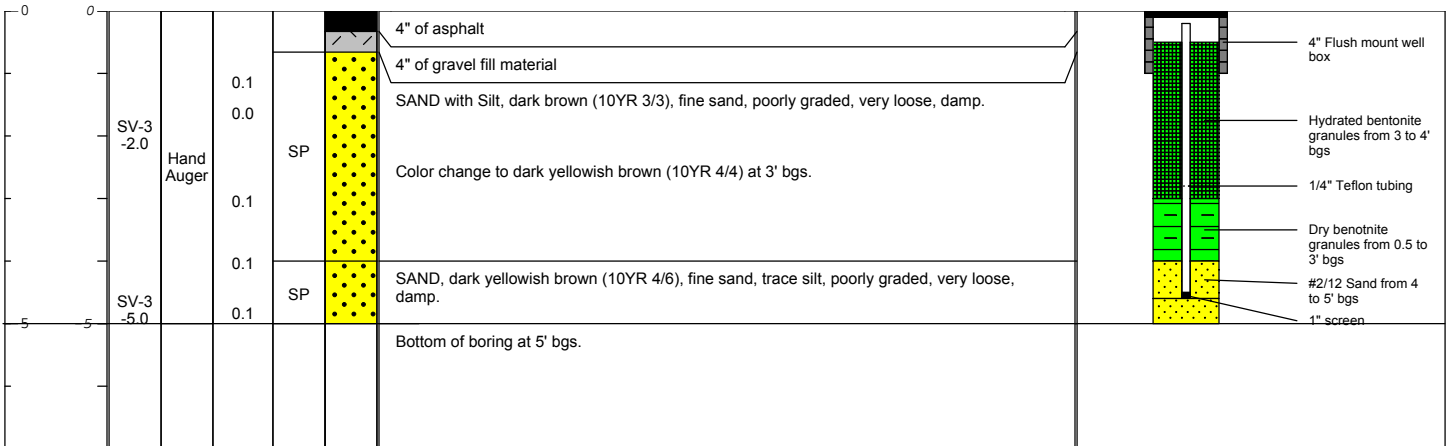 0
0
4" of asphalt
4" of gravel fill material
SAND with Silt, dark brown (10YR 3/3), fine sand, poorly graded, very loose, damp.
Color change to dark yellowish brown (10YR 4/4) at 3' bgs.
SAND, dark yellowish brown (10YR 4/6), fine sand, trace silt, poorly graded, very loose,
damp.
Bottom of boring at 5' bgs.
SV-3
-2.0
SV-3
-5.0
Hand
Auger
0.1
0.0
0.1
0.1
0.1
SP
SP
5
5
4" Flush mount well
box
Hydrated bentonite
granules from 3 to 4'
bgs
1/4" Teflon tubing
Dry benotnite
granules from 0.5 to
3' bgs
#2/12 Sand from 4
to 5' bgs
1" screen